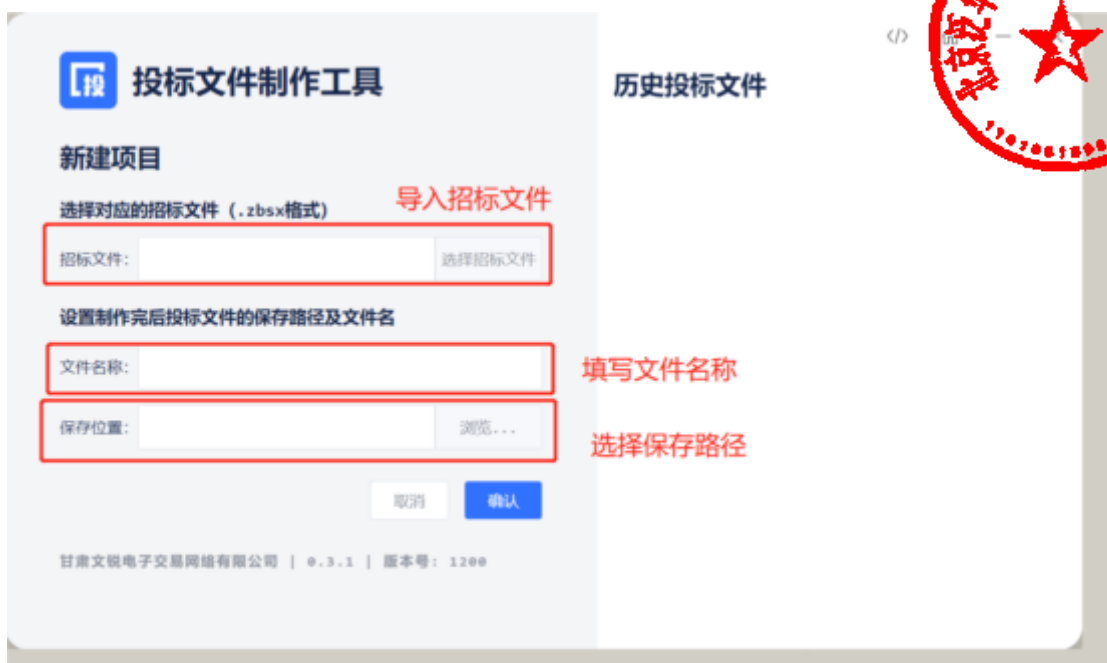 投
投标文件制作工具
历史投标文件
新建项目
选择对应的招标文件（.zbsx格式）
导入招标文件
招标文件：
选择招标文件
设置制作完后投标文件的保存路径及文件名
文件名称：
填写文件名称
保存位置：
浏览...
选择保存路径
取消
确认
甘肃文锐电子交易网络有限公司 | 0.3.1 | 版本号: 1200